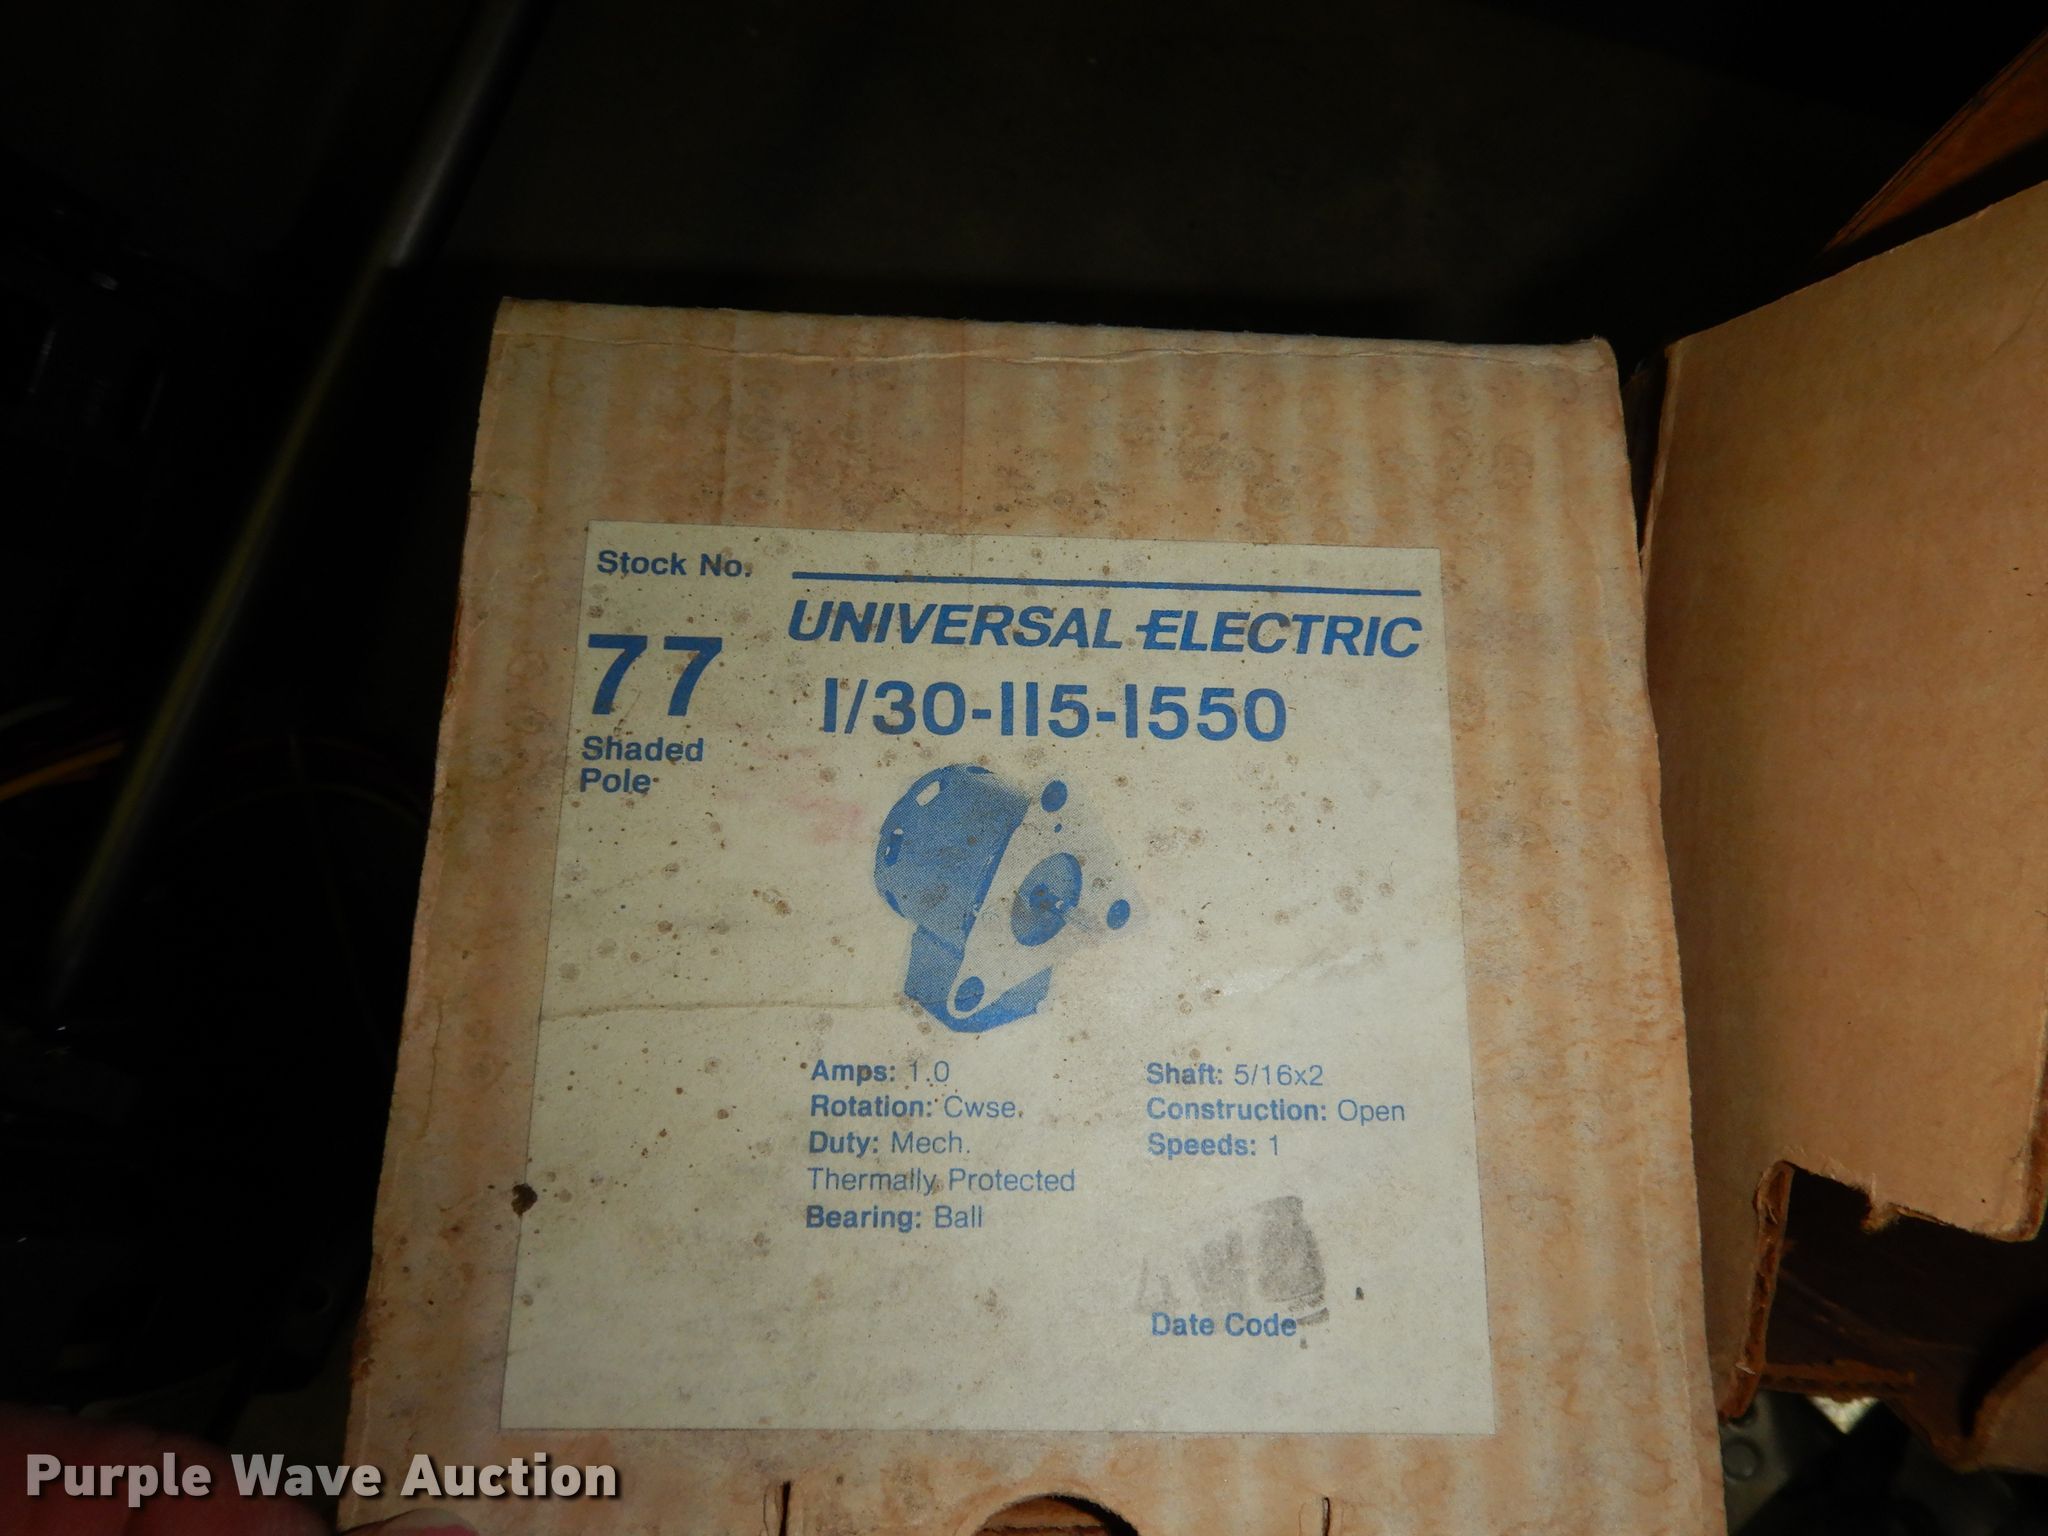 Stock No.
77
Shaded
Pole
UNIVERSAL ELECTRIC
1/30-115-1550
Amps: 1.0
Rotation: Cwse.
Duty: Mech.
Thermally Protected
Bearing: Ball
Shaft: 5/16x2
Construction: Open
Speeds: 1
Date Code
Purple Wave Auction